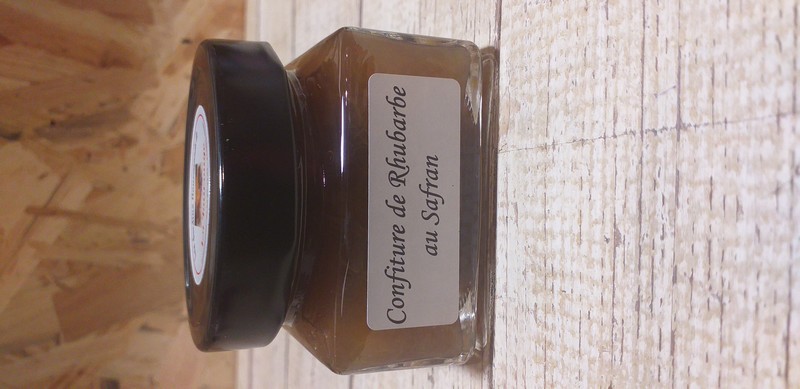 Confiture de Rhubarbe
au Safran